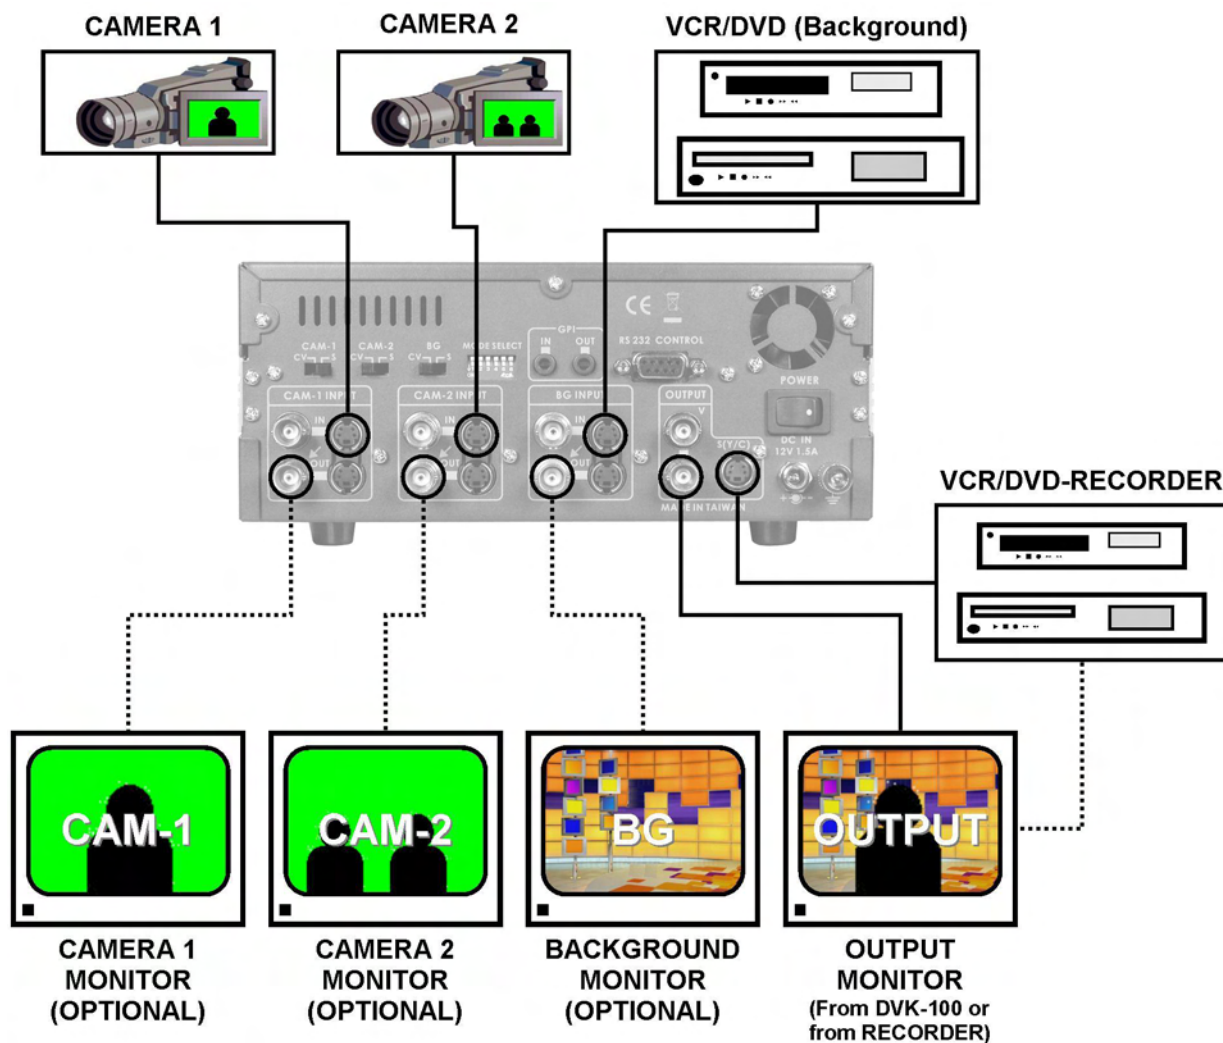 CAMERA 1
CAMERA 2
VCR/DVD (Background)
GPI
IN
OUT
RS 232 CONTROL
CAM-1
CV
S
CAM-2
CV
S
BG
CV
S
MODE SELECT
POWER
CAM-1 INPUT
CAM-2 INPUT
BG INPUT
OUTPUT
IN
IN
IN
V
OUT
OUT
OUT
S(Y/C)
DC IN
12V 1.5A
MADE IN TAIWAN
VCR/DVD-RECORDER
CAM-1
CAM-2
BG
OUTPUT
CAMERA 1
MONITOR
(OPTIONAL)
CAMERA 2
MONITOR
(OPTIONAL)
BACKGROUND
MONITOR
(OPTIONAL)
OUTPUT
MONITOR
(From DVK-100 or
from RECORDER)